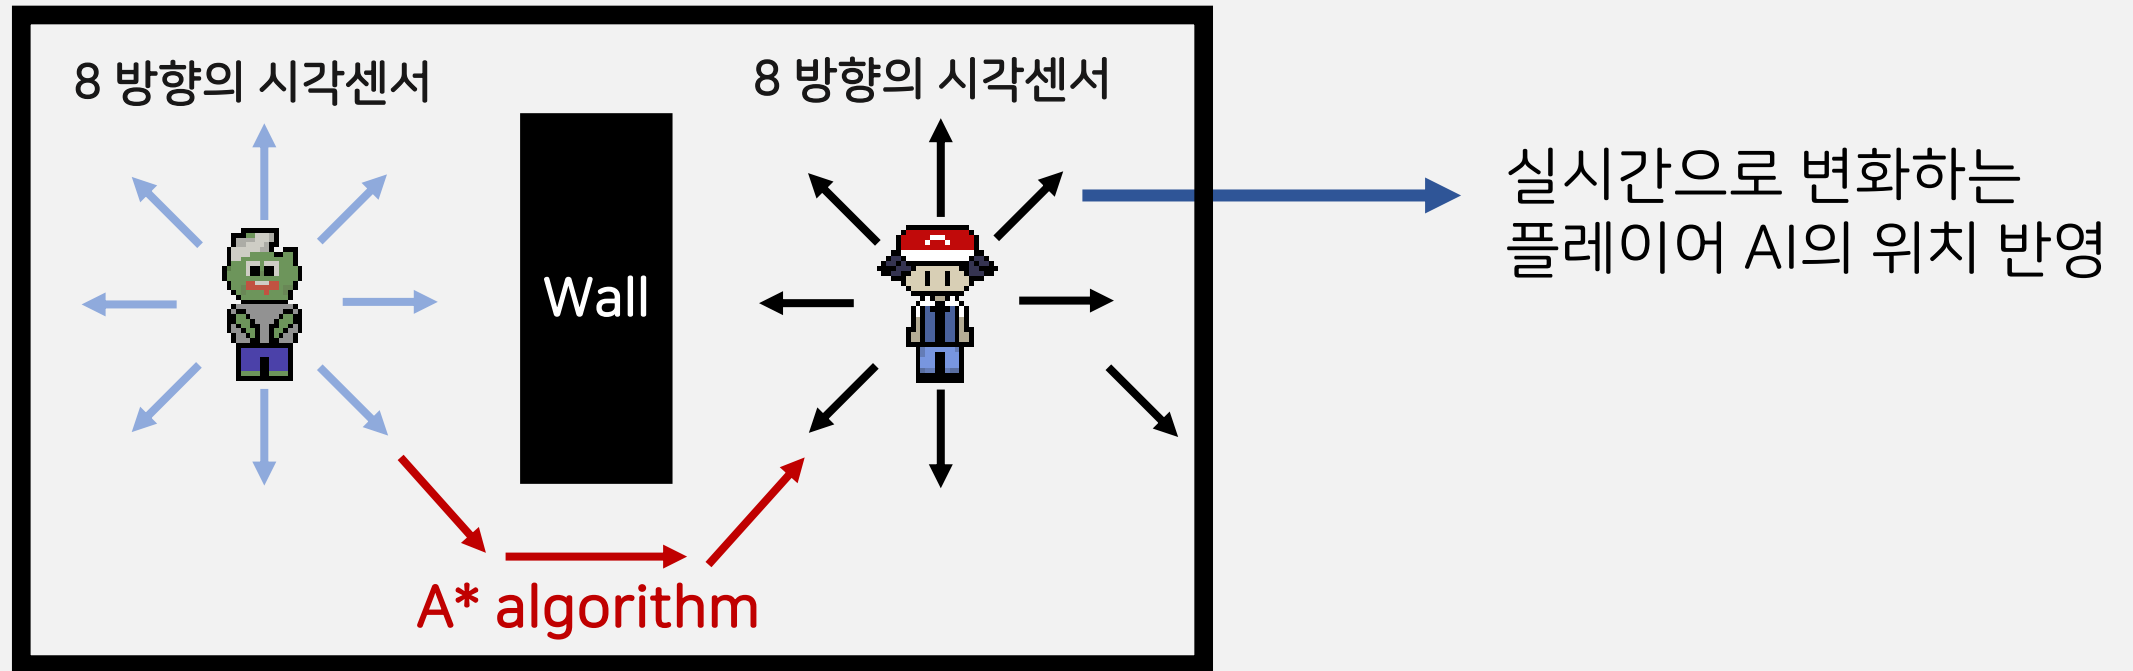 8 방향의 시각센서
8 방향의 시각센서
Wall
A* algorithm
실시간으로 변화하는
플레이어 AI의 위치 반영